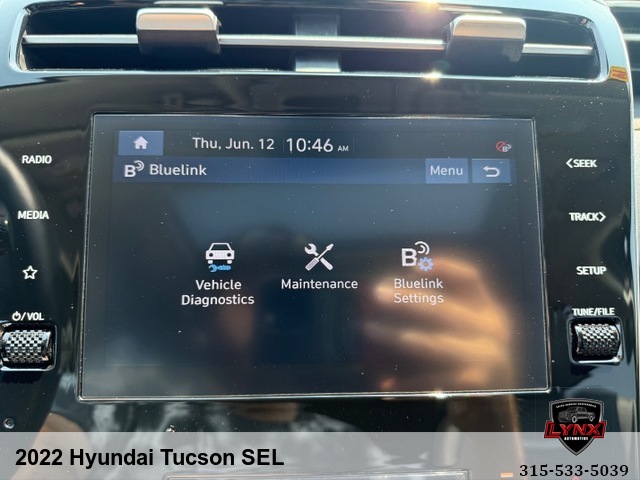 Thu, Jun. 12 10:46 AM
RADIO
<SEEK
B Bluelink Menu
MEDIA
TRACK>
SETUP
Vehicle
Diagnostics
Maintenance
Bluelink
Settings
⏻/VOL
TUNE/FILE
LYNX
AUTOMOTIVE
2022 Hyundai Tucson SEL
315-533-5039